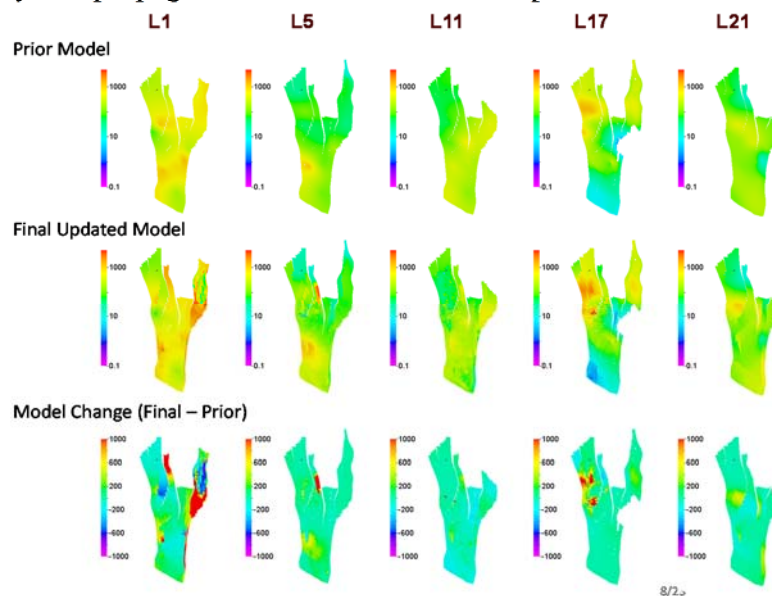 L1 L5 L11 L17 L21
Prior Model
1000 1000 1000 1000 1000
10 10 10 10 10
0.1 0.1 0.1 0.1 0.1
Final Updated Model
1000 1000 1000 1000 1000
10 10 10 10 10
0.1 0.1 0.1 0.1 0.1
Model Change (Final – Prior)
1000 1000 1000 1000 1000
600 600 600 600 600
200 200 200 200 200
-200 -200 -200 -200 -200
-600 -600 -600 -600 -600
-1000 -1000 -1000 -1000 -1000